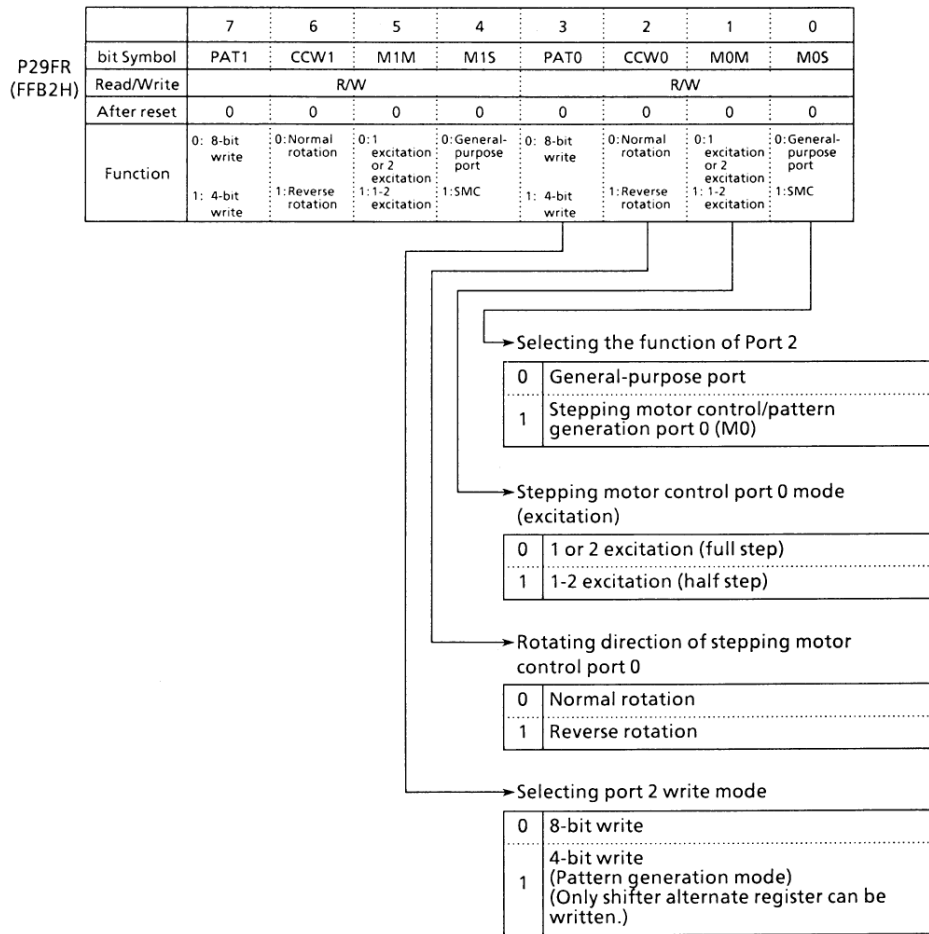 7 6 5 4 3 2 1 0
P29FR
(FFB2H)
bit Symbol PAT1 CCW1 M1M M1S PAT0 CCW0 M0M M0S
Read/Write R/W R/W
After reset 0 0 0 0 0 0 0 0
Function
0: 8-bit write
1: 4-bit write
0:Normal rotation
1:Reverse rotation
0:1 excitation or 2 excitation
1:1-2 excitation
0:General-purpose port
1:SMC
0: 8-bit write
1: 4-bit write
0:Normal rotation
1:Reverse rotation
0:1 excitation or 2 excitation
1: 1-2 excitation
0:General-purpose port
1:SMC
Selecting the function of Port 2
0 General-purpose port
1 Stepping motor control/pattern
generation port 0 (M0)
Stepping motor control port 0 mode
(excitation)
0 1 or 2 excitation (full step)
1 1-2 excitation (half step)
Rotating direction of stepping motor
control port 0
0 Normal rotation
1 Reverse rotation
Selecting port 2 write mode
0 8-bit write
1 4-bit write
(Pattern generation mode)
(Only shifter alternate register can be
written.)